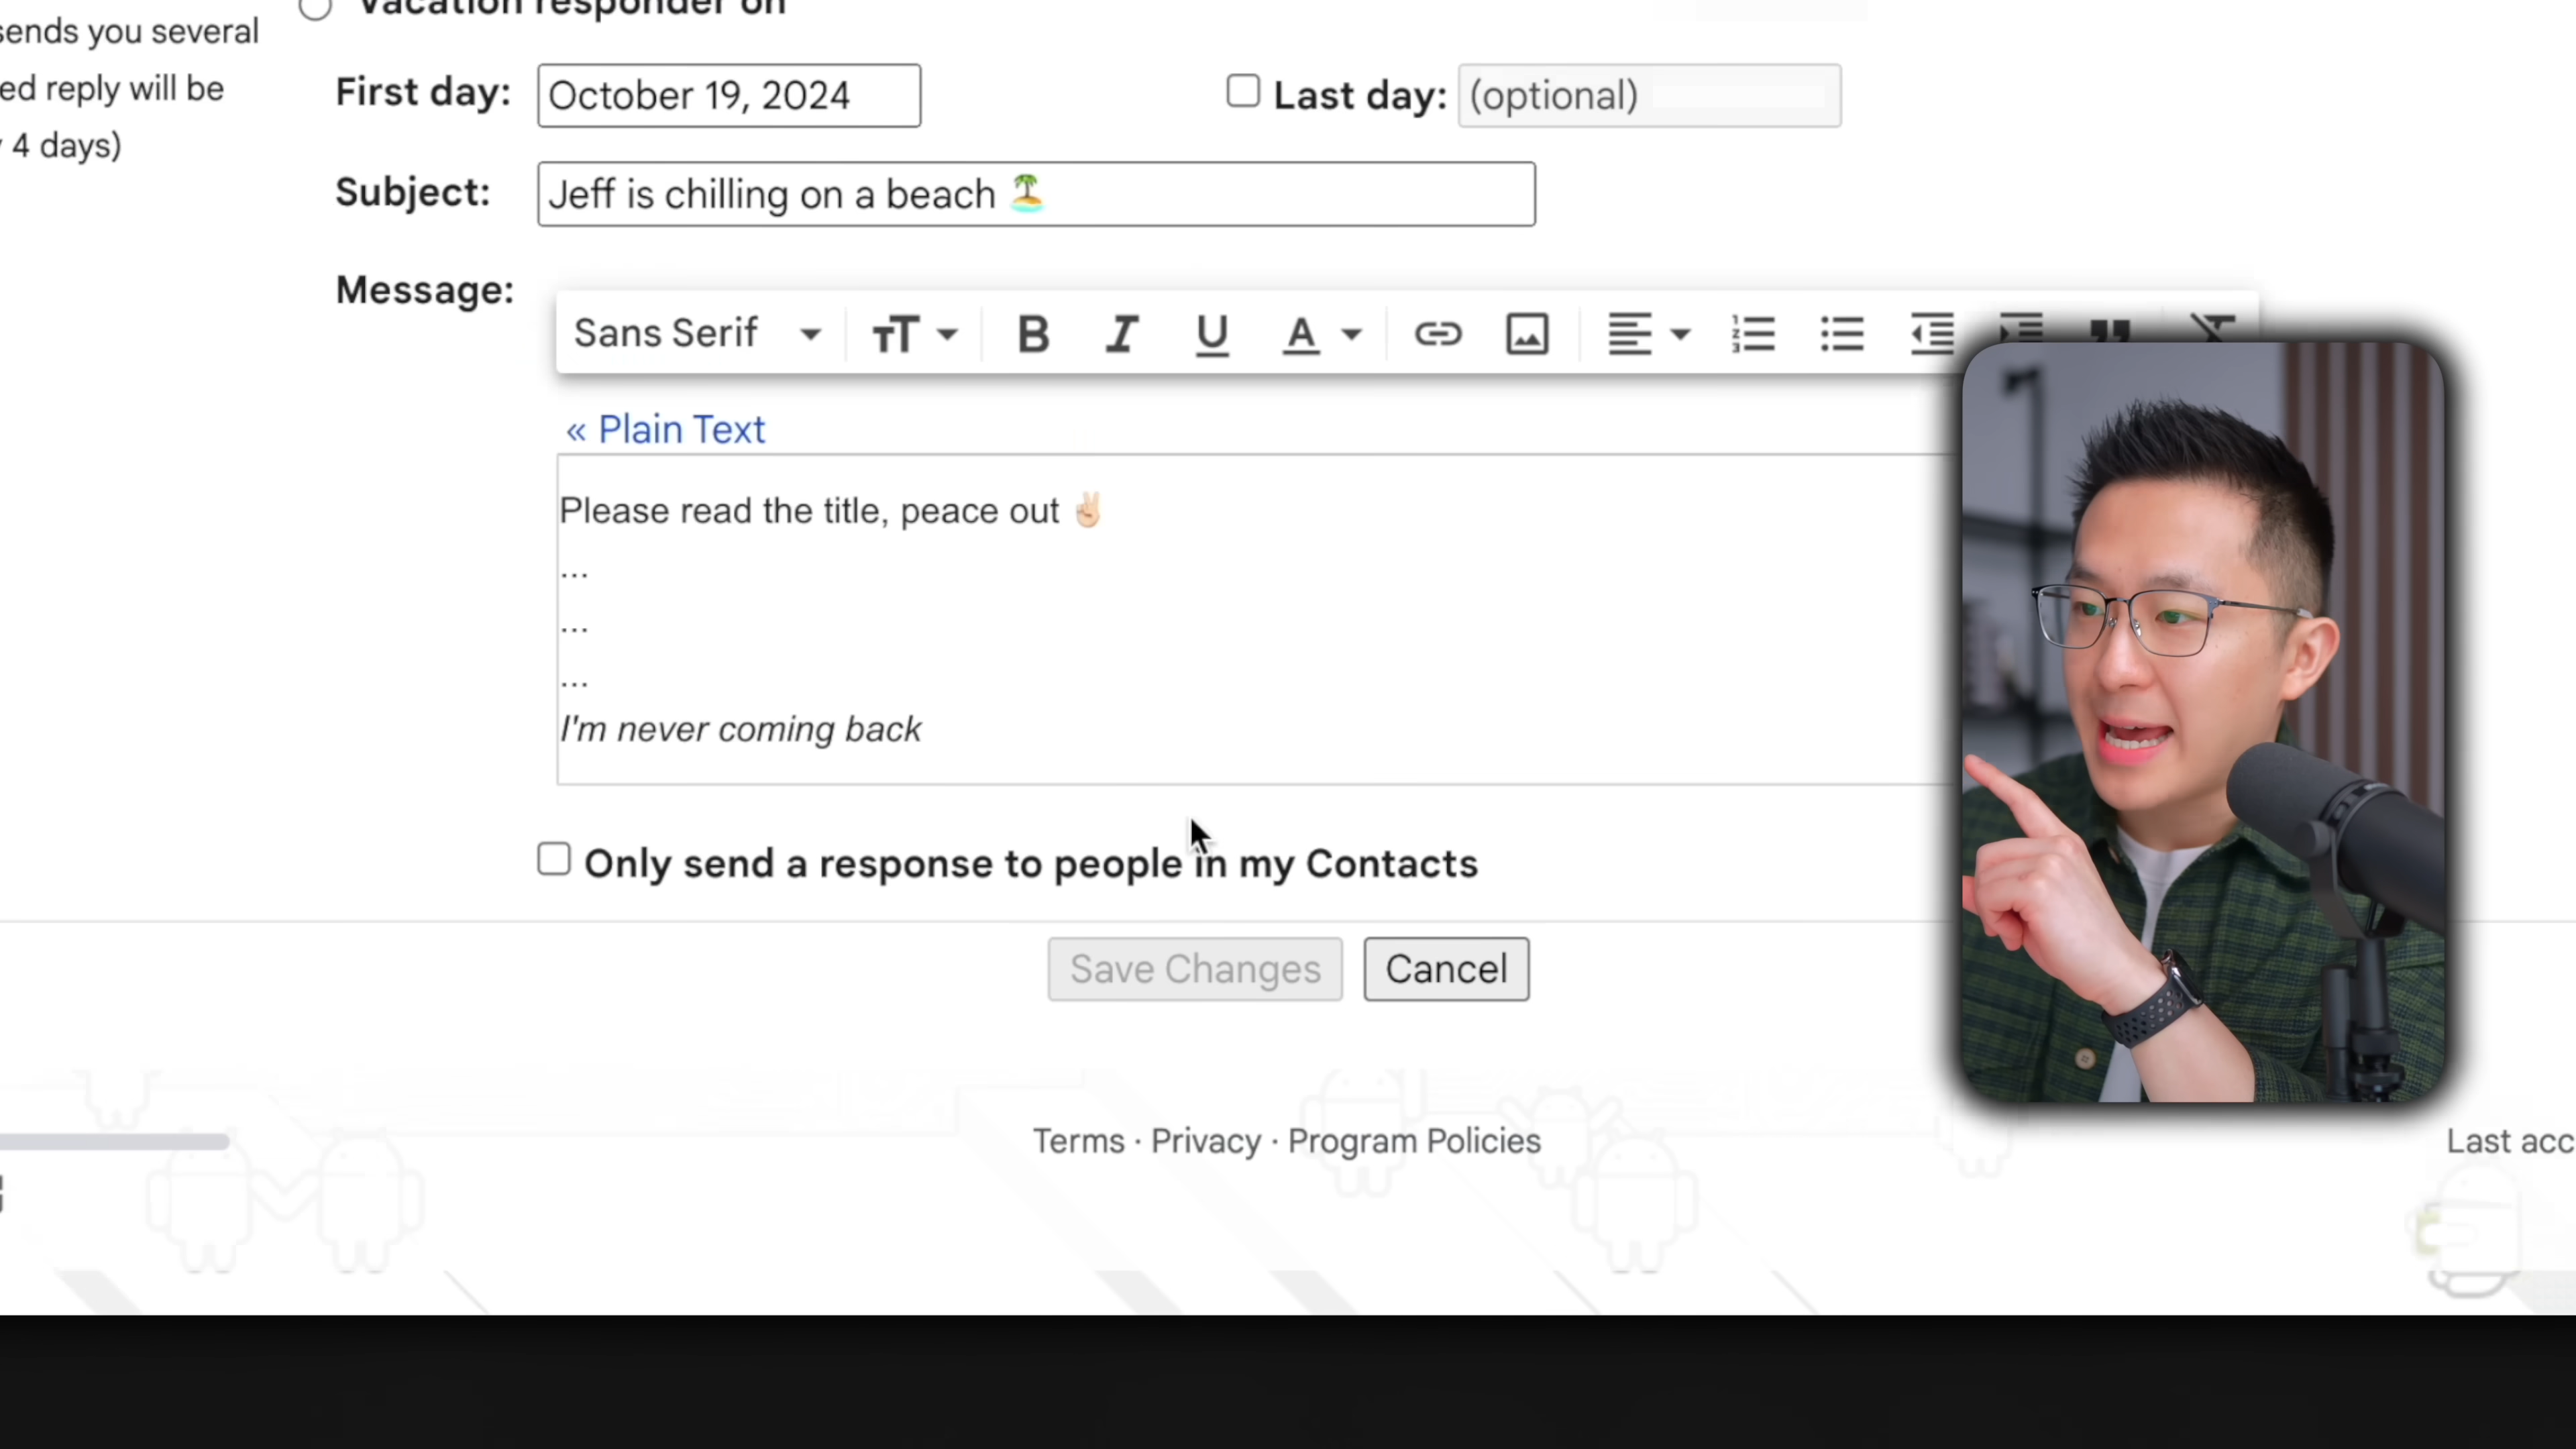 Vacation responder on
sends you several
ed reply will be
4 days)
First day: October 19, 2024
Last day: (optional)
Subject: Jeff is chilling on a beach 🏝️
Message:
Sans Serif
« Plain Text
Please read the title, peace out ✌🏻
...
...
...
I'm never coming back
Only send a response to people in my Contacts
Save Changes Cancel
Terms · Privacy · Program Policies
Last acc